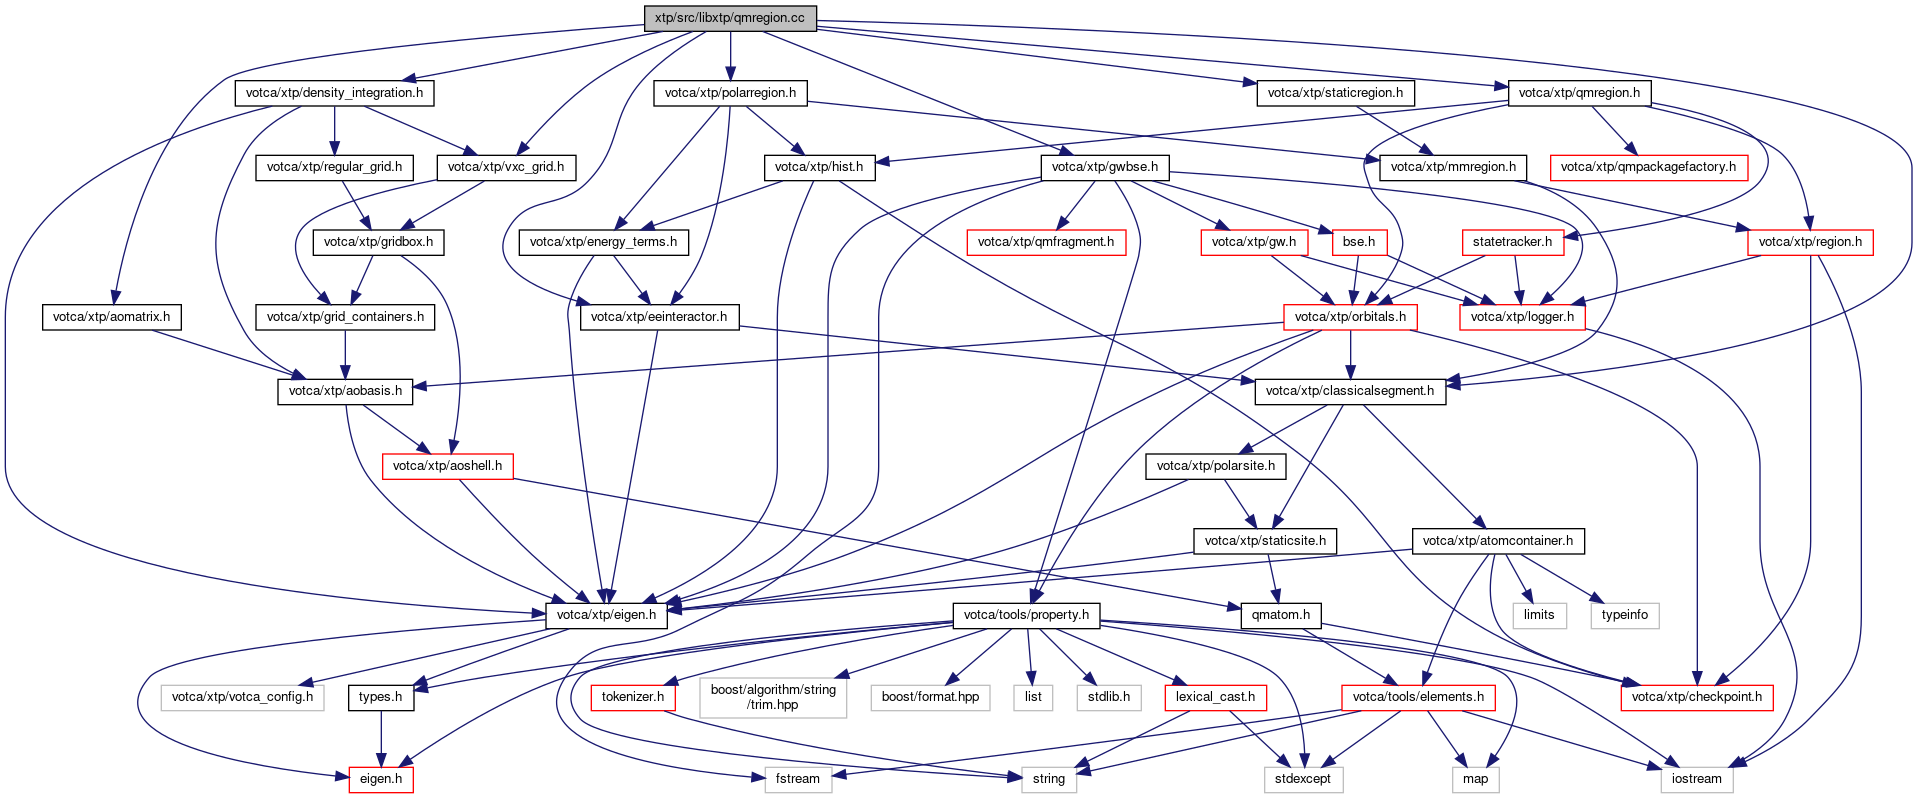 xtp/src/libxtp/qmregion.cc
votca/xtp/density_integration.h
votca/xtp/polarregion.h
votca/xtp/staticregion.h
votca/xtp/qmregion.h
votca/xtp/regular_grid.h
votca/xtp/vxc_grid.h
votca/xtp/hist.h
votca/xtp/gwbse.h
votca/xtp/mmregion.h
votca/xtp/qmpackagefactory.h
votca/xtp/gridbox.h
votca/xtp/energy_terms.h
votca/xtp/qmfragment.h
votca/xtp/gw.h
bse.h
statetracker.h
votca/xtp/region.h
votca/xtp/aomatrix.h
votca/xtp/grid_containers.h
votca/xtp/eeinteractor.h
votca/xtp/orbitals.h
votca/xtp/logger.h
votca/xtp/aobasis.h
votca/xtp/classicalsegment.h
votca/xtp/aoshell.h
votca/xtp/polarsite.h
votca/xtp/staticsite.h
votca/xtp/atomcontainer.h
votca/xtp/eigen.h
votca/tools/property.h
qmatom.h
limits
typeinfo
votca/xtp/votca_config.h
types.h
tokenizer.h
boost/algorithm/string
/trim.hpp
boost/format.hpp
list
stdlib.h
lexical_cast.h
votca/tools/elements.h
votca/xtp/checkpoint.h
eigen.h
fstream
string
stdexcept
map
iostream